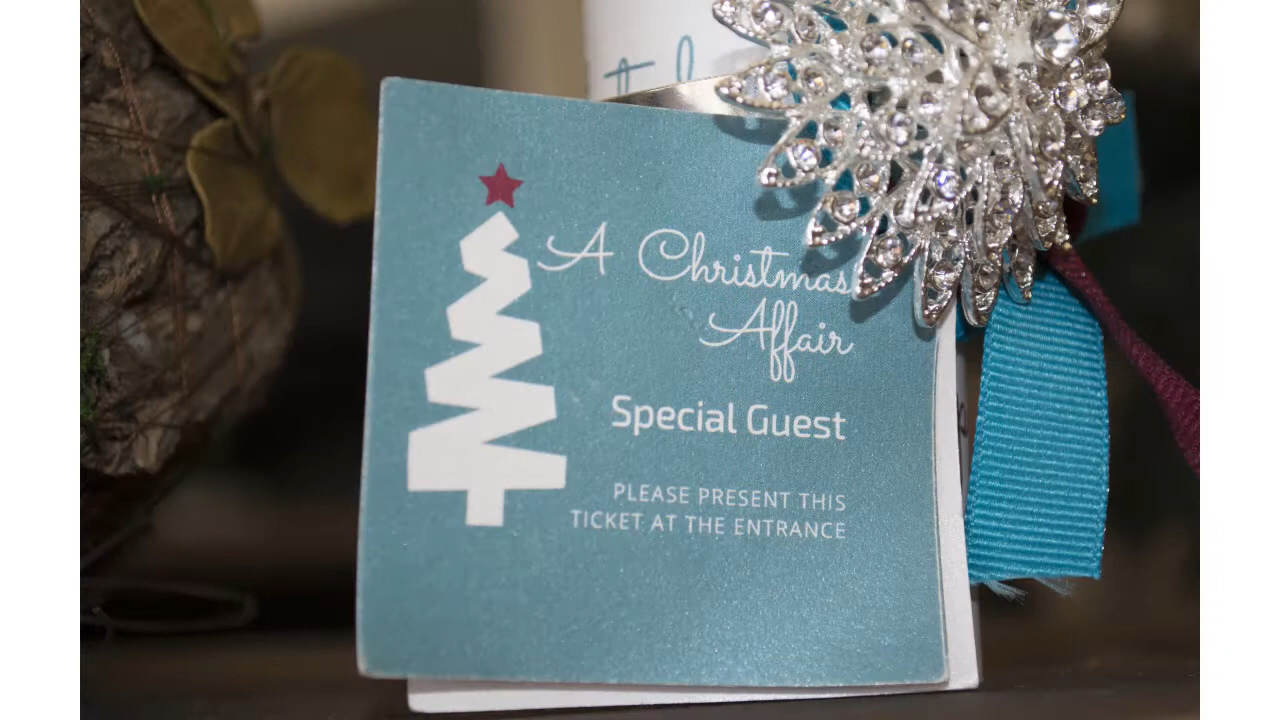 A Christmas
Affair
Special Guest
PLEASE PRESENT THIS
TICKET AT THE ENTRANCE